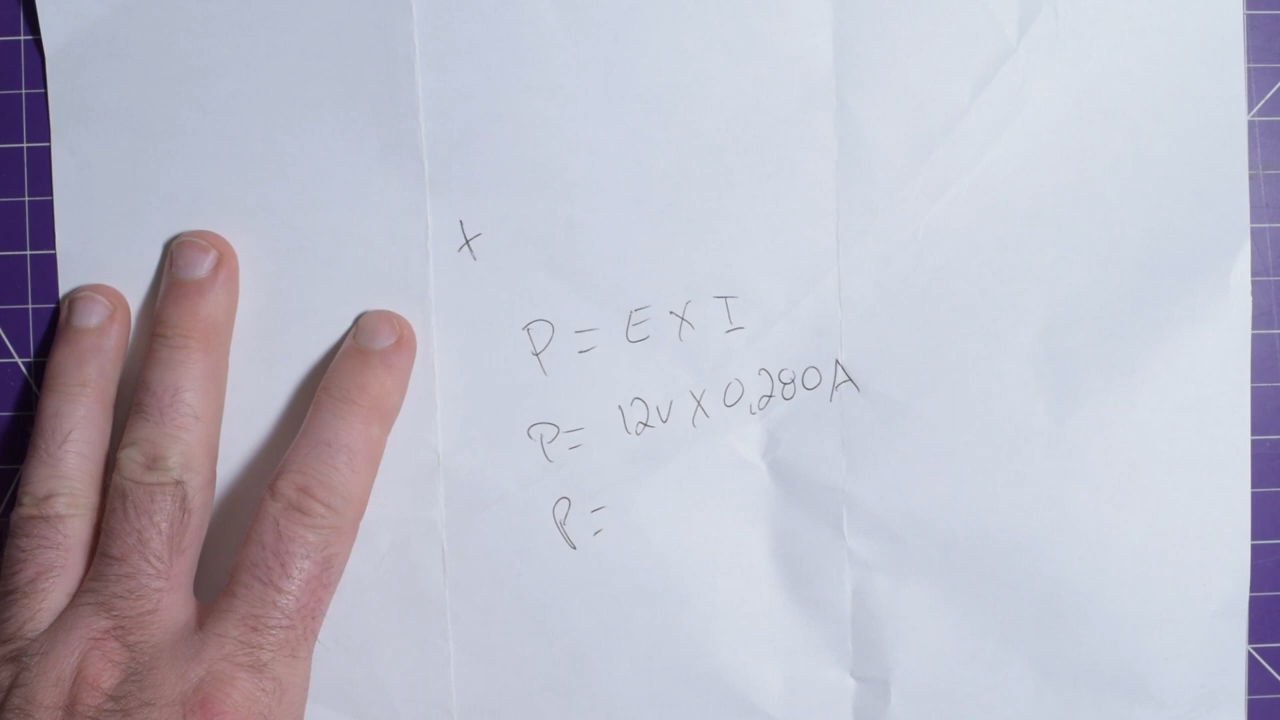 +
P = E X I
P = 12V X 0,280A
P =